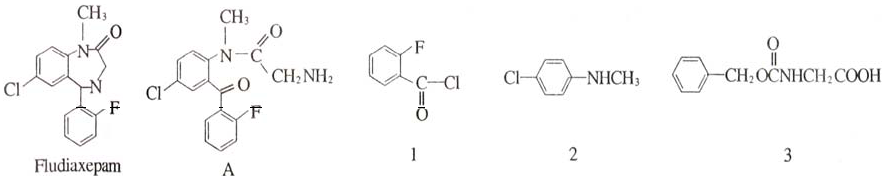 CH₃
N
O
N
Cl
F
Fludiaxepam
CH₃
N
O
C
CH₂NH₂
Cl
O
F
A
F
C
Cl
O
1
Cl
NHCH₃
2
O
CH₂OCNHCH₂COOH
3